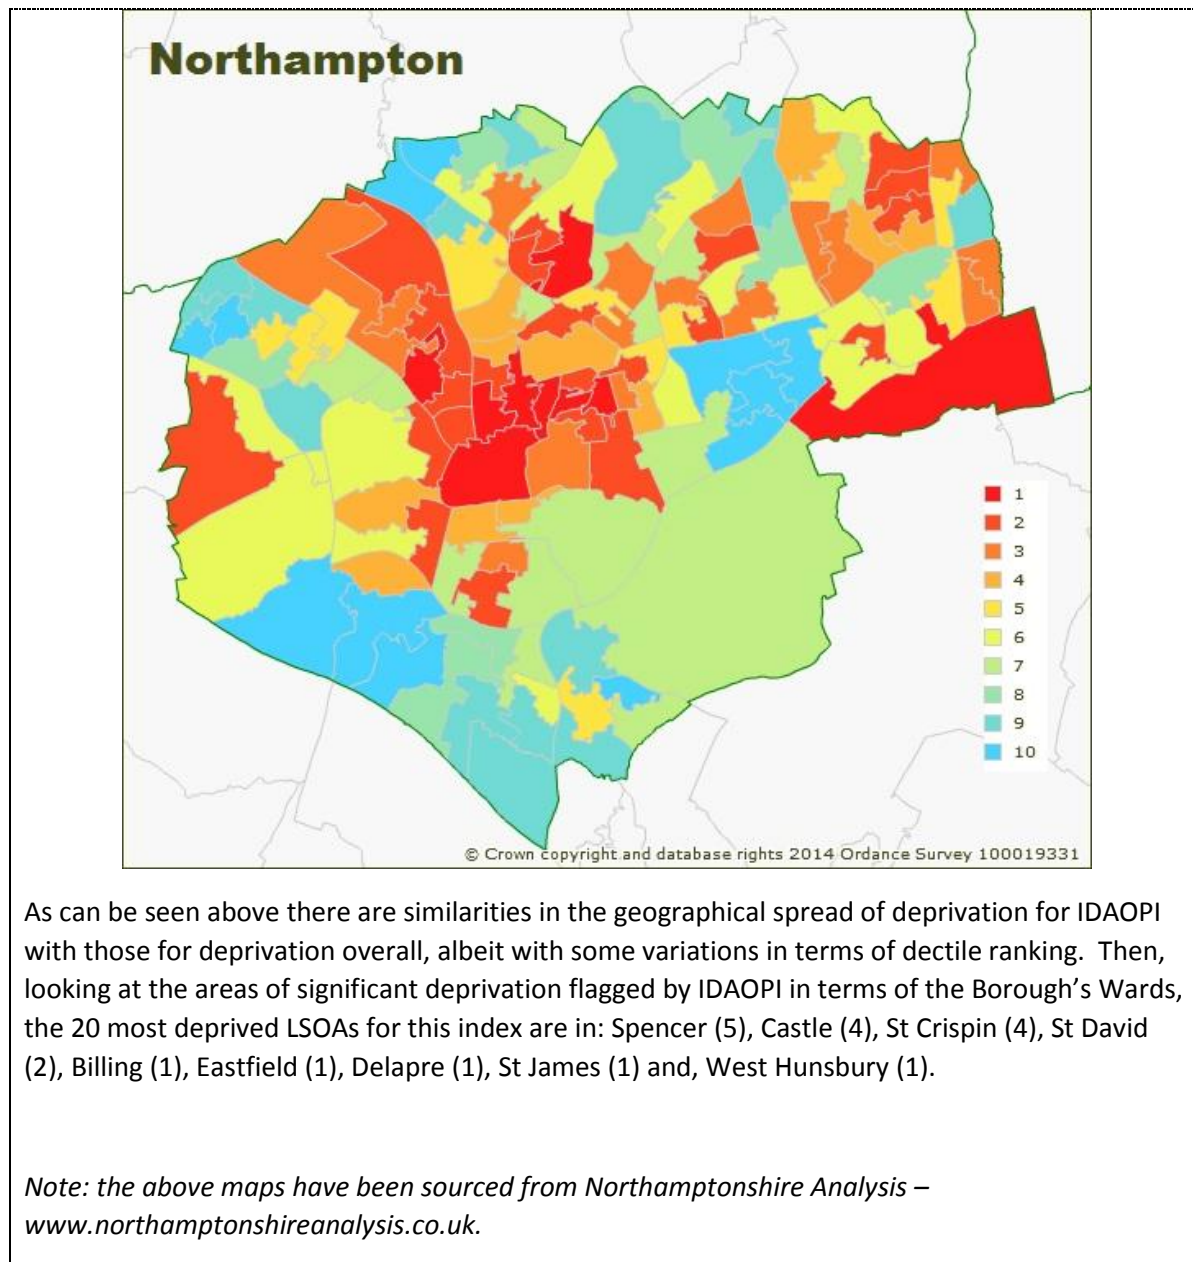 Northampton
1
2
3
4
5
6
7
8
9
10
© Crown copyright and database rights 2014 Ordance Survey 100019331
As can be seen above there are similarities in the geographical spread of deprivation for IDAOPI
with those for deprivation overall, albeit with some variations in terms of dectile ranking.  Then,
looking at the areas of significant deprivation flagged by IDAOPI in terms of the Borough’s Wards,
the 20 most deprived LSOAs for this index are in: Spencer (5), Castle (4), St Crispin (4), St David
(2), Billing (1), Eastfield (1), Delapre (1), St James (1) and, West Hunsbury (1).
Note: the above maps have been sourced from Northamptonshire Analysis –
www.northamptonshireanalysis.co.uk.